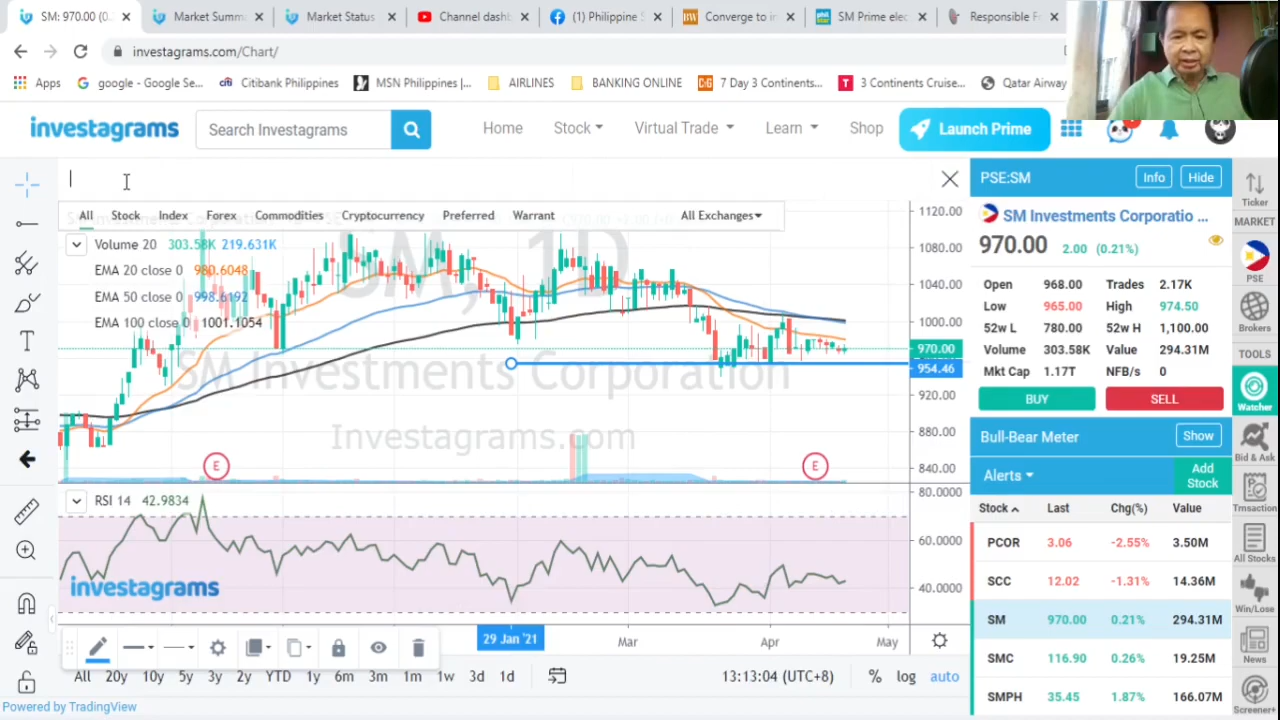 SM: 970.00 (0.
Market Summ
Market Status
Channel dash
(1) Philippine S
Converge to in
SM Prime elec
Responsible F
investagrams.com/Chart/
Apps
google - Google Se...
Citibank Philippines
MSN Philippines |...
AIRLINES
BANKING ONLINE
7 Day 3 Continents...
3 Continents Cruise...
Qatar Airway
investagrams
Search Investagrams
Home
Stock
Virtual Trade
Learn
Shop
Launch Prime
All Stock Index Forex Commodities Cryptocurrency Preferred Warrant All Exchanges
Volume 20 303.58K 219.631K
EMA 20 close 0 980.6048
EMA 50 close 0 998.6192
EMA 100 close 0 1001.1054
SM, 1D
SM Investments Corporation
Investagrams.com
1120.00
1080.00
1040.00
1000.00
970.00
954.46
920.00
880.00
840.00
E
E
RSI 14 42.9834
80.0000
60.0000
40.0000
investagrams
29 Jan '21
Mar
Apr
May
All 20y 10y 5y 3y 2y YTD 1y 6m 3m 1m 1w 3d 1d
13:13:04 (UTC+8)
% log auto
Powered by TradingView
PSE:SM
Info
Hide
SM Investments Corporatio ...
970.00 2.00 (0.21%)
Open 968.00 Trades 2.17K
Low 965.00 High 974.50
52w L 780.00 52w H 1,100.00
Volume 303.58K Value 294.31M
Mkt Cap 1.17T NFB/s 0
BUY
SELL
Bull-Bear Meter
Show
Alerts
Add
Stock
Stock Last Chg(%) Value
PCOR 3.06 -2.55% 3.50M
SCC 12.02 -1.31% 14.36M
SM 970.00 0.21% 294.31M
SMC 116.90 0.26% 19.25M
SMPH 35.45 1.87% 166.07M
Ticker
MARKET
PSE
Brokers
TOOLS
Watcher
Bid & Ask
Trnsaction
All Stocks
Win/Lose
News
Screener+